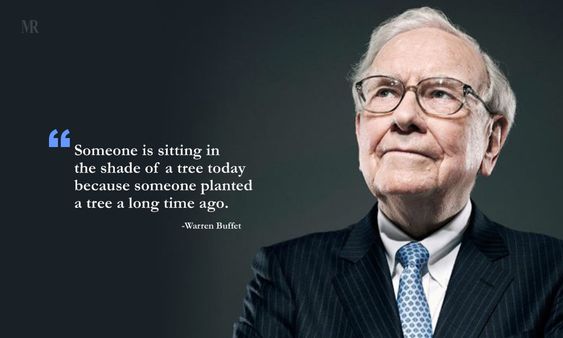 MR
“
Someone is sitting in
the shade of a tree today
because someone planted
a tree a long time ago.
-Warren Buffet